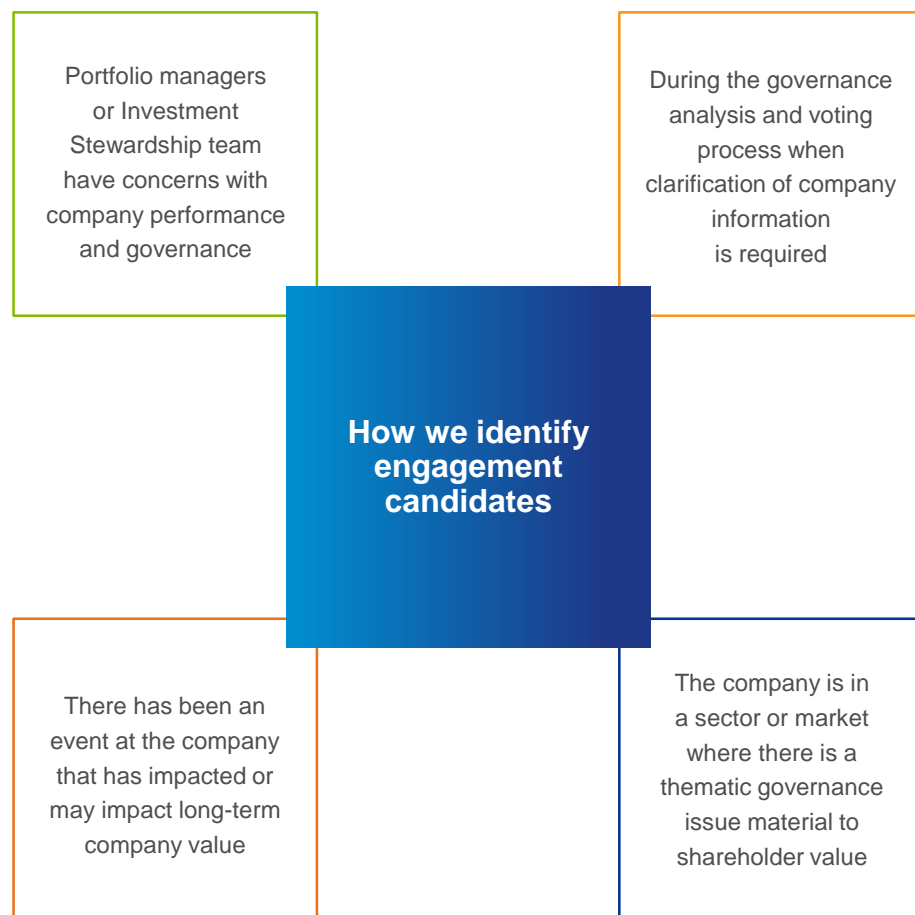 Portfolio managers
or Investment
Stewardship team
have concerns with
company performance
and governance
During the governance
analysis and voting
process when
clarification of company
information
is required
How we identify
engagement
candidates
There has been an
event at the company
that has impacted or
may impact long-term
company value
The company is in
a sector or market
where there is a
thematic governance
issue material to
shareholder value